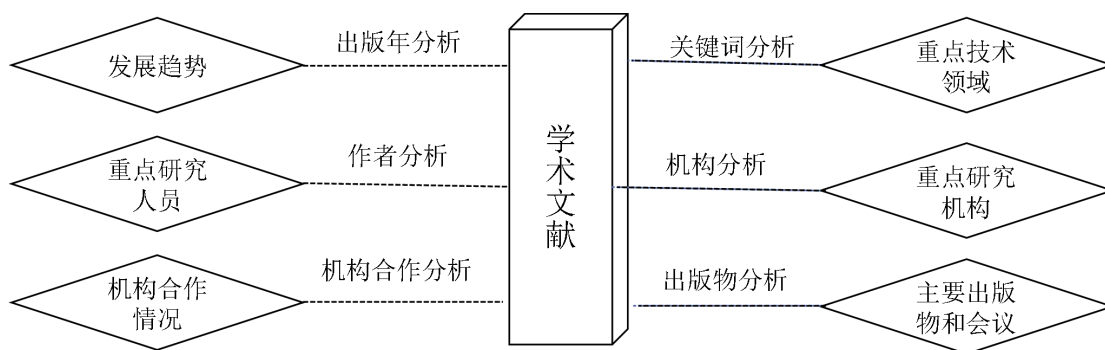 出版年分析
发展趋势
关键词分析
重点技术
领域
学术文献
作者分析
重点研究
人员
机构分析
重点研究
机构
机构合作分析
机构合作
情况
出版物分析
主要出版
物和会议